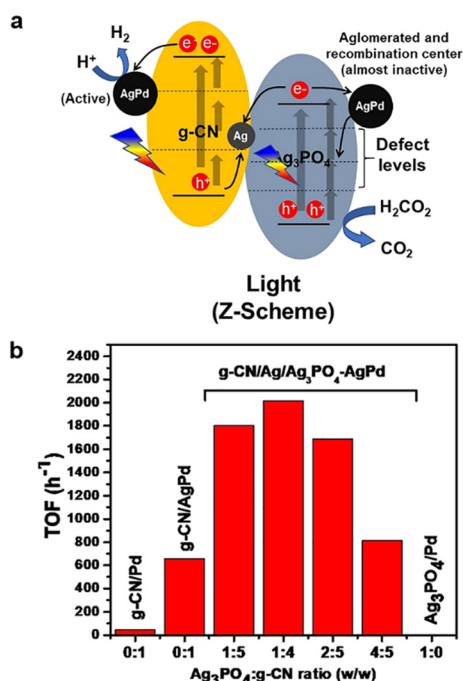 a
H₂
H⁺
e⁻ e⁻
AgPd
(Active)
g-CN
Ag
h⁺
Aglomerated and
recombination center
(almost inactive)
e⁻
AgPd
Ag₃PO₄
Defect
levels
h⁺ h⁺
H₂CO₂
CO₂
Light
(Z-Scheme)
b
g-CN/Ag/Ag₃PO₄-AgPd
TOF (h⁻¹)
2400
2200
2000
1800
1600
1400
1200
1000
800
600
400
200
0
g-CN/Pd
g-CN/AgPd
Ag₃PO₄/Pd
0:1 0:1 1:5 1:4 2:5 4:5 1:0
Ag₃PO₄:g-CN ratio (w/w)